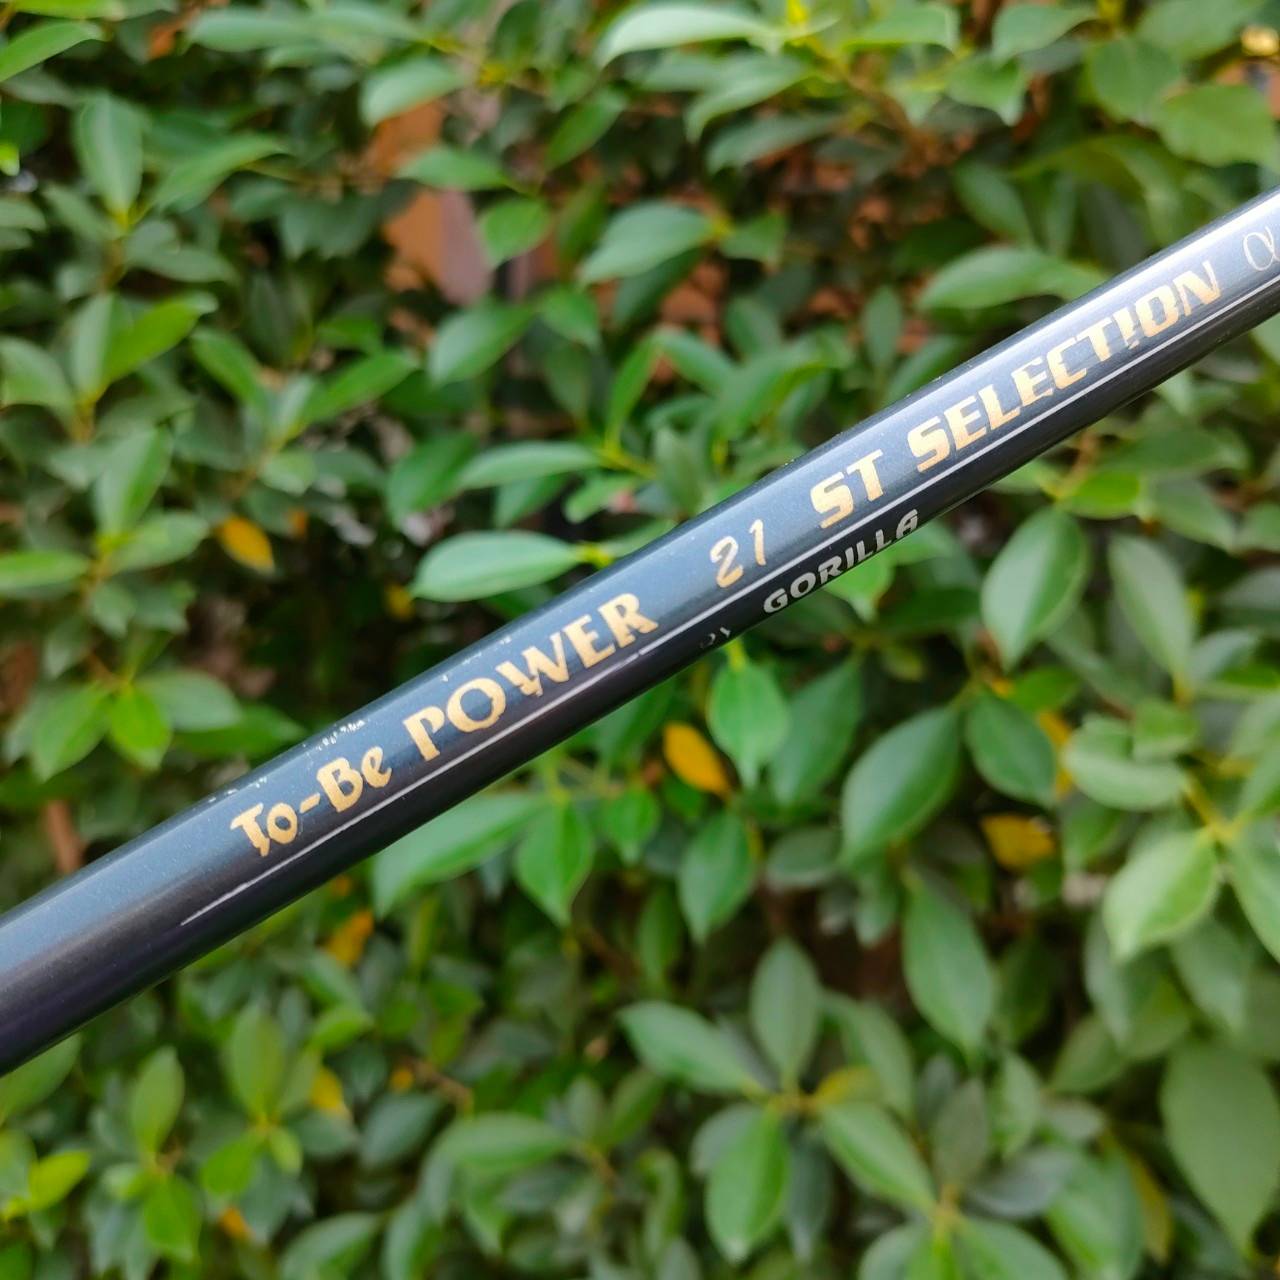 To-Be POWER 21 ST SELECTION α
GORILLA